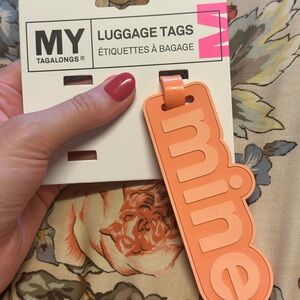 MY
TAGALONGS®
LUGGAGE TAGS
ÉTIQUETTES À BAGAGE
mine